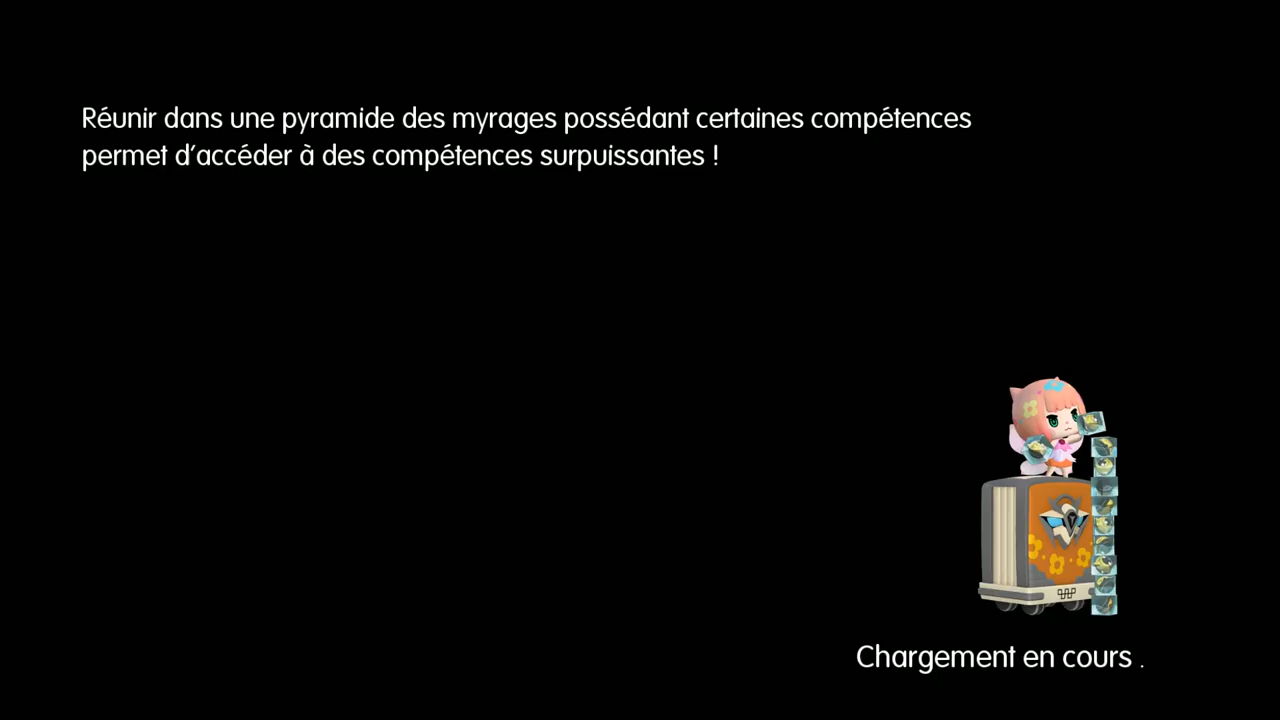 Réunir dans une pyramide des myrages possédant certaines compétences
permet d'accéder à des compétences surpuissantes !
Chargement en cours .